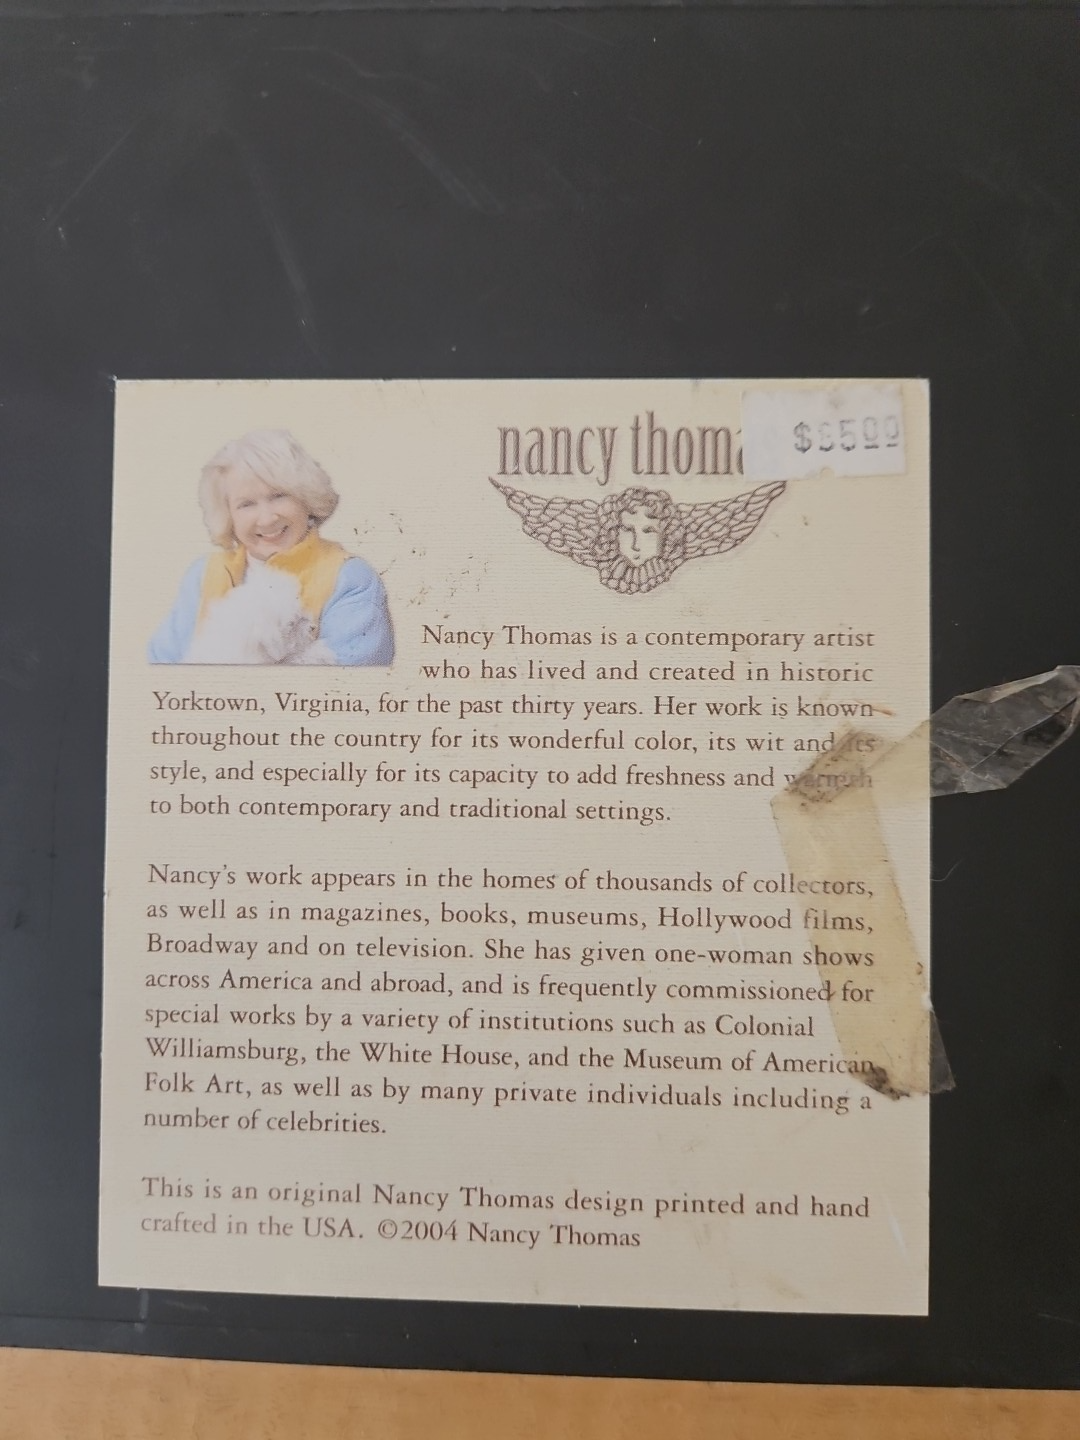 nancy thoma
Nancy Thomas is a contemporary artist
who has lived and created in historic
Yorktown, Virginia, for the past thirty years. Her work is known
throughout the country for its wonderful color, its wit and its
style, and especially for its capacity to add freshness and warmth
to both contemporary and traditional settings.
Nancy's work appears in the homes of thousands of collectors,
as well as in magazines, books, museums, Hollywood films,
Broadway and on television. She has given one-woman shows
across America and abroad, and is frequently commissioned for
special works by a variety of institutions such as Colonial
Williamsburg, the White House, and the Museum of American
Folk Art, as well as by many private individuals including a
number of celebrities.
This is an original Nancy Thomas design printed and hand
crafted in the USA. ©2004 Nancy Thomas